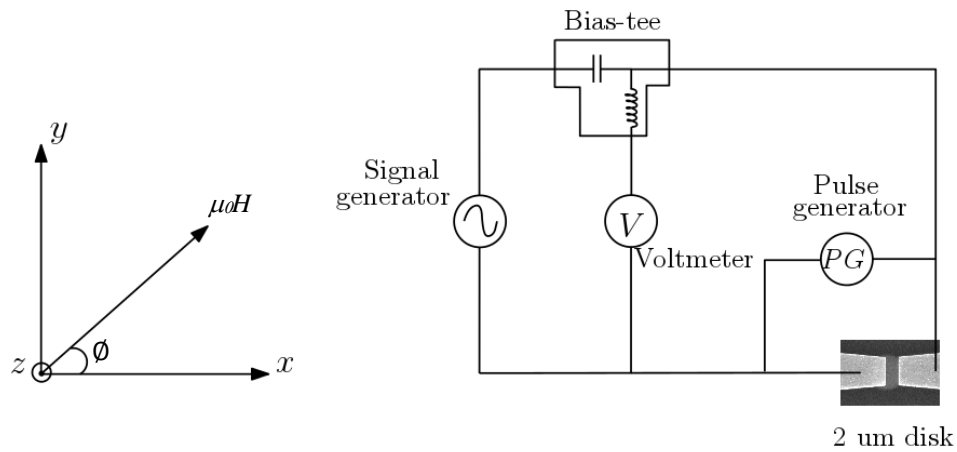 Bias-tee
y
μ₀H
z
ϕ
x
Signal
generator
V
Voltmeter
Pulse
generator
PG
2 um disk